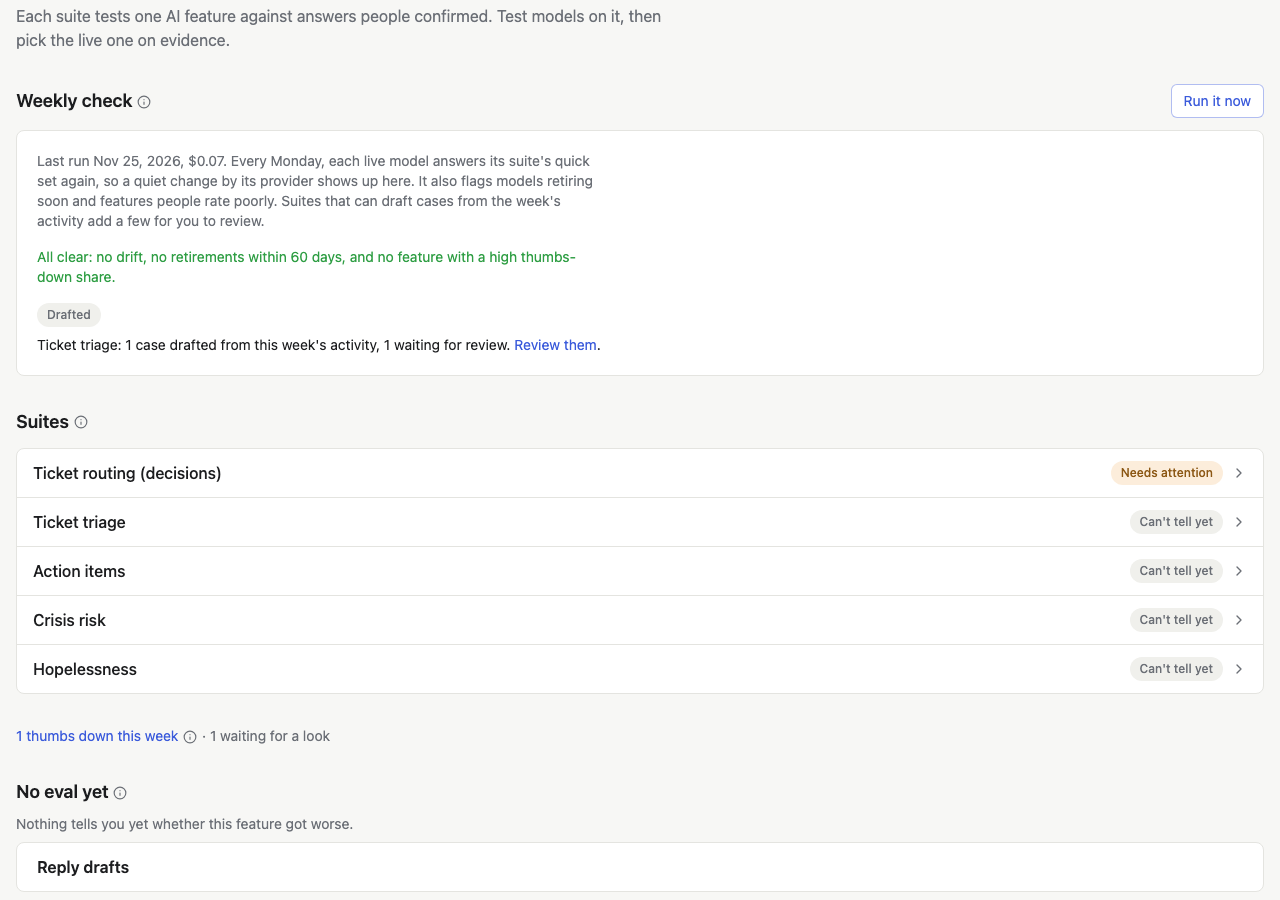 Each suite tests one AI feature against answers people confirmed. Test models on it, then
pick the live one on evidence.
Weekly check
Run it now
Last run Nov 25, 2026, $0.07. Every Monday, each live model answers its suite's quick
set again, so a quiet change by its provider shows up here. It also flags models retiring
soon and features people rate poorly. Suites that can draft cases from the week's
activity add a few for you to review.
All clear: no drift, no retirements within 60 days, and no feature with a high thumbs-
down share.
Drafted
Ticket triage: 1 case drafted from this week's activity, 1 waiting for review. Review them.
Suites
Ticket routing (decisions)
Needs attention
Ticket triage
Can't tell yet
Action items
Can't tell yet
Crisis risk
Can't tell yet
Hopelessness
Can't tell yet
1 thumbs down this week · 1 waiting for a look
No eval yet
Nothing tells you yet whether this feature got worse.
Reply drafts